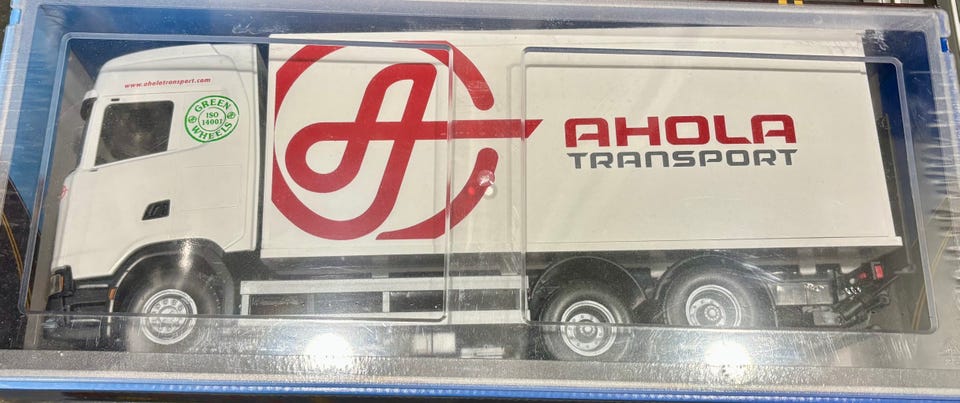 www.aholatransport.com
GREEN
ISO
14001
WHEELS
A
AHOLA
TRANSPORT